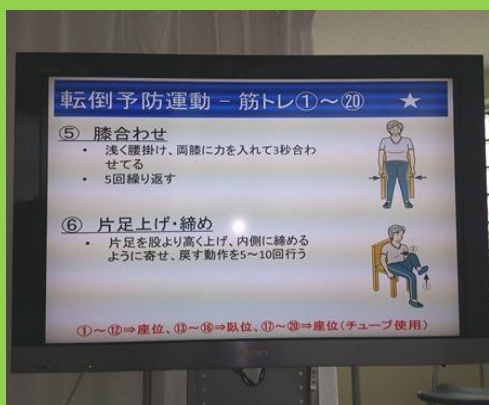 転倒予防運動 － 筋トレ①～⑳ ★
⑤ 膝合わせ
・ 浅く腰掛け、両膝に力を入れて3秒合わ
せてる
・ 5回繰り返す
⑥ 片足上げ・締め
・ 片足を股より高く上げ、内側に締める
ように寄せ、戻す動作を5～10回行う
②
①
①～⑫⇒座位、⑬～⑯⇒臥位、⑰～⑳⇒座位(チューブ使用)